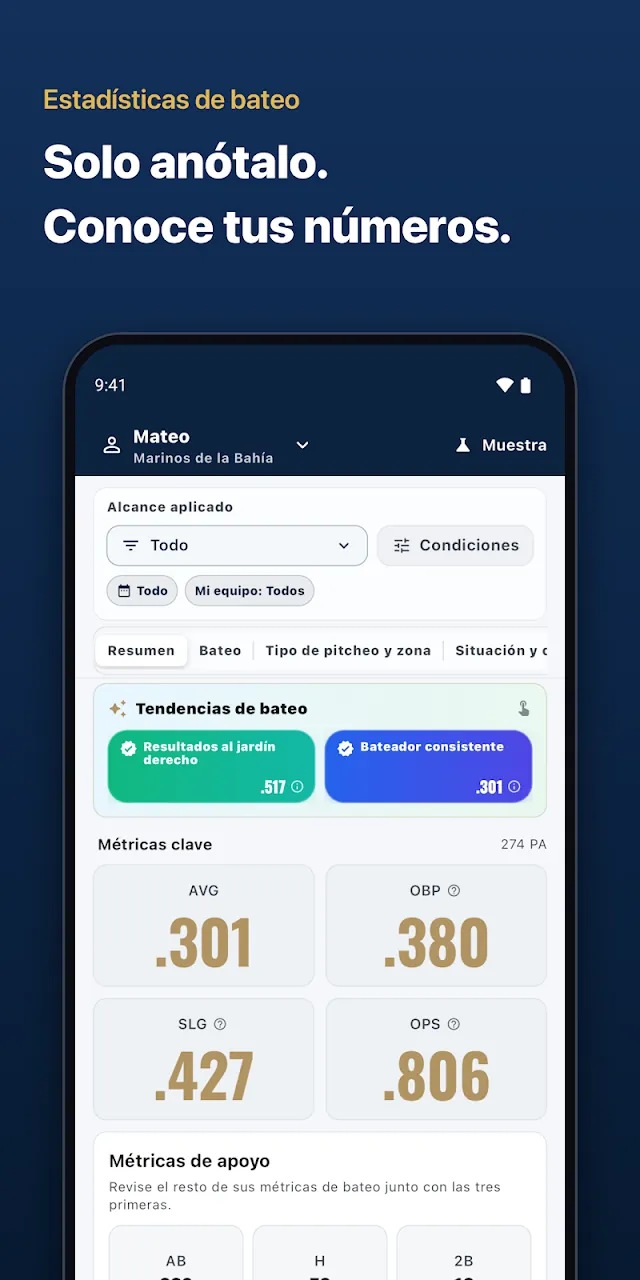 Estadísticas de bateo
Solo anótalo.
Conoce tus números.
9:41
Mateo
Marinos de la Bahía
Muestra
Alcance aplicado
Todo
Condiciones
Todo
Mi equipo: Todos
Resumen
Bateo
Tipo de pitcheo y zona
Situación y
Tendencias de bateo
Resultados al jardín
derecho
.517
Bateador consistente
.301
Métricas clave
274 PA
AVG
.301
OBP
.380
SLG
.427
OPS
.806
Métricas de apoyo
Revise el resto de sus métricas de bateo junto con las tres
primeras.
AB
H
2B